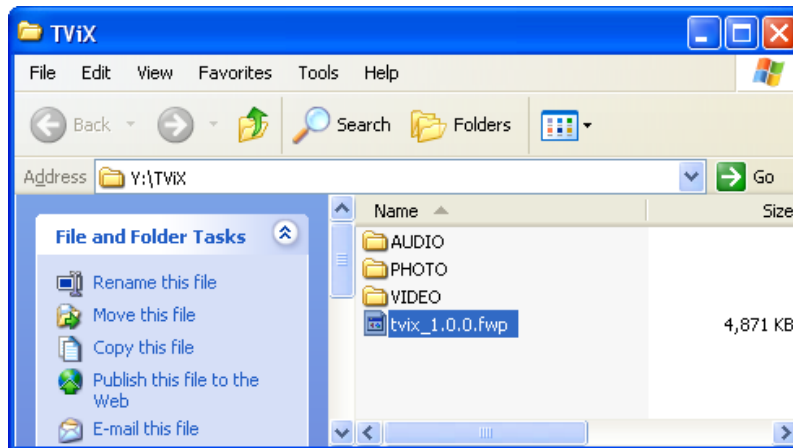 TViX
File Edit View Favorites Tools Help
Back Search Folders
Address Y:\TViX Go
Name Size
File and Folder Tasks
AUDIO
PHOTO
Rename this file
VIDEO
Move this file
tvix_1.0.0.fwp 4,871 KB
Copy this file
Publish this file to the
Web
E-mail this file